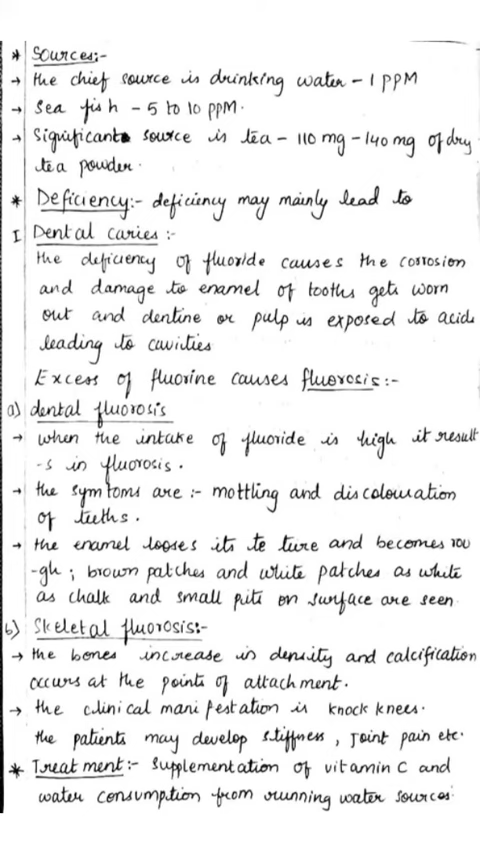 * Sources:-
→ the chief source is drinking water - 1 PPM
→ Sea fish - 5 to 10 PPM.
→ Significant source is tea - 110 mg - 140 mg of dry
tea powder.
* Deficiency:- deficiency may mainly lead to
I Dental caries :-
the deficiency of fluoride causes the corrosion
and damage to enamel of tooths gets worn
out and dentine or pulp is exposed to acids
leading to cavities
Excess of fluorine causes fluorosis:-
a) dental fluorosis
→ when the intake of fluoride is high it result
-s in fluorosis.
→ the symtoms are :- mottling and discolouration
of teeths.
→ the enamel looses its te ture and becomes rou
-gh ; brown patches and white patches as white
as chalk and small pits on surface are seen.
b) Skeletal fluorosis:-
→ the bones increase in density and calcification
occurs at the points of attachment.
→ the clinical manifestation is knock knees.
the patients may develop stiffness, joint pain etc.
* Treatment:- Supplementation of vitamin C and
water consumption from running water sources.